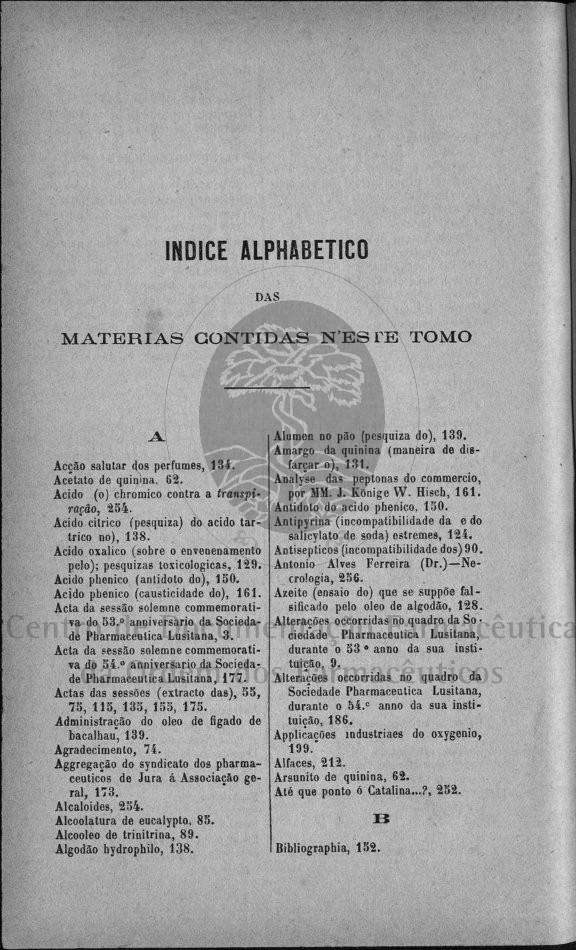 INDICE ALPHABETICO
DAS
MATERIAS CONTIDAS N'ESTE TOMO
A
Acção salutar dos perfumes, 134.
Acetato de quinina. 62.
Acido (o) chromico contra a transpi-
ração, 254.
Acido citrico (pesquiza) do acido tar-
trico no), 138.
Acido oxalico (sobre o envenenamento
pelo); pesquizas toxicologicas, 129.
Acido phenico (antidoto do), 150.
Acido phenico (causticidade do), 161.
Acta da sessão solemne commemorati-
va do 53.º anniversario da Socieda-
de Pharmaceutica Lusitana, 3.
Acta da sessão solemne commemorati-
va do 54.º anniversario da Socieda-
de Pharmaceutica Lusitana, 177.
Actas das sessões (extracto das), 55,
75, 115, 135, 155, 175.
Administração do oleo de figado de
bacalhau, 139.
Agradecimento, 74.
Aggregação do syndicato dos pharma-
ceuticos de Jura á Associação ge-
ral, 173.
Alcaloides, 254.
Alcoolatura de eucalypto, 85.
Alcooleo de trinitrina, 89.
Algodão hydrophilo, 138.
Alumen no pão (pesquiza do), 139.
Amargo da quinina (maneira de dis-
farçar o), 131.
Analyse das peptonas do commercio,
por MM. J. Könige W. Hisch, 161.
Antidoto do acido phenico, 150.
Antipyrina (incompatibilidade da e do
salicylato de soda) estremes, 124.
Antisepticos (incompatibilidade dos) 90.
Antonio Alves Ferreira (Dr.)—Ne-
crologia, 256.
Azeite (ensaio do) que se suppõe fal-
sificado pelo oleo de algodão, 128.
Alterações occorridas no quadro da So-
ciedade Pharmaceutica Lusitana,
durante o 53º anno da sua insti-
tuição, 9.
Alterações occorridas no quadro da
Sociedade Pharmaceutica Lusitana,
durante o 54.º anno da sua insti-
tuição, 186.
Applicações industriaes do oxygenio,
199.
Alfaces, 212.
Arsunito de quinina, 62.
Até que ponto ó Catalina...?, 252.
B
Bibliographia, 152.